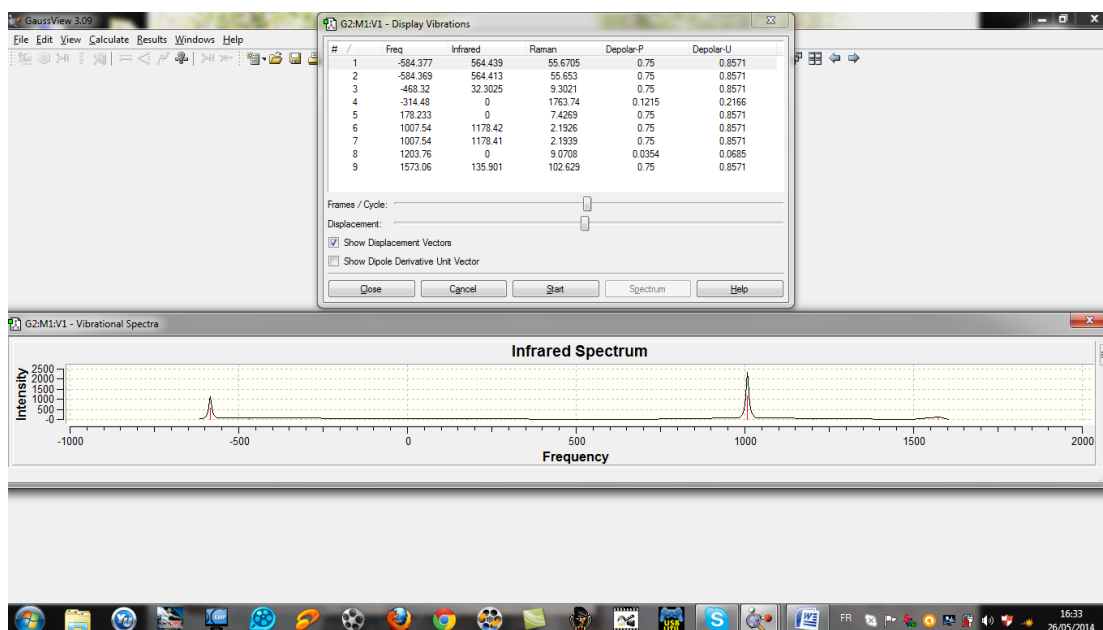 GaussView 3.09
File Edit View Calculate Results Windows Help
G2:M1:V1 - Display Vibrations
# / Freq Infrared Raman Depolar-P Depolar-U
1 -584.377 564.439 55.6705 0.75 0.8571
2 -584.369 564.413 55.653 0.75 0.8571
3 -468.32 32.3025 9.3021 0.75 0.8571
4 -314.48 0 1763.74 0.1215 0.2166
5 178.233 0 7.4269 0.75 0.8571
6 1007.54 1178.42 2.1926 0.75 0.8571
7 1007.54 1178.41 2.1939 0.75 0.8571
8 1203.76 0 9.0708 0.0354 0.0685
9 1573.06 135.901 102.629 0.75 0.8571
Frames / Cycle:
Displacement:
Show Displacement Vectors
Show Dipole Derivative Unit Vector
Close Cancel Start Spectrum Help
G2:M1:V1 - Vibrational Spectra
Infrared Spectrum
Intensity
2500
2000
1500
1000
500
-0
-1000 -500 0 500 1000 1500 2000
Frequency
FR
16:33
26/05/2014